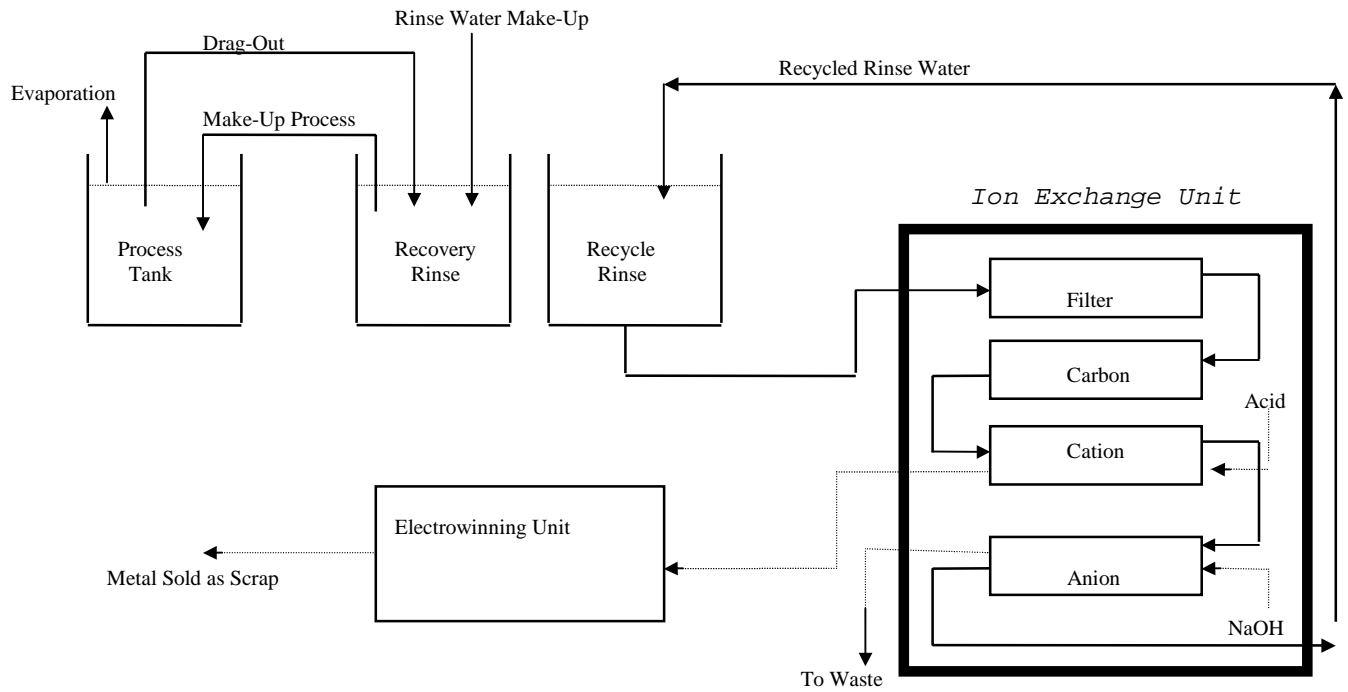 Rinse Water Make-Up
Drag-Out
Recycled Rinse Water
Evaporation
Make-Up Process
Ion Exchange Unit
Process
Tank
Recovery
Rinse
Recycle
Rinse
Filter
Carbon
Acid
Cation
Electrowinning Unit
Metal Sold as Scrap
Anion
NaOH
To Waste